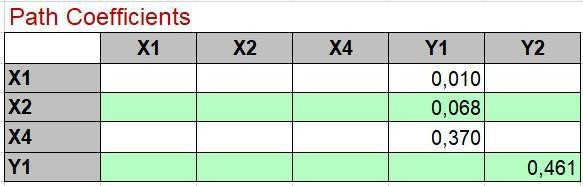 Path Coefficients
X1 X2 X4 Y1 Y2
X1 0,010
X2 0,068
X4 0,370
Y1 0,461